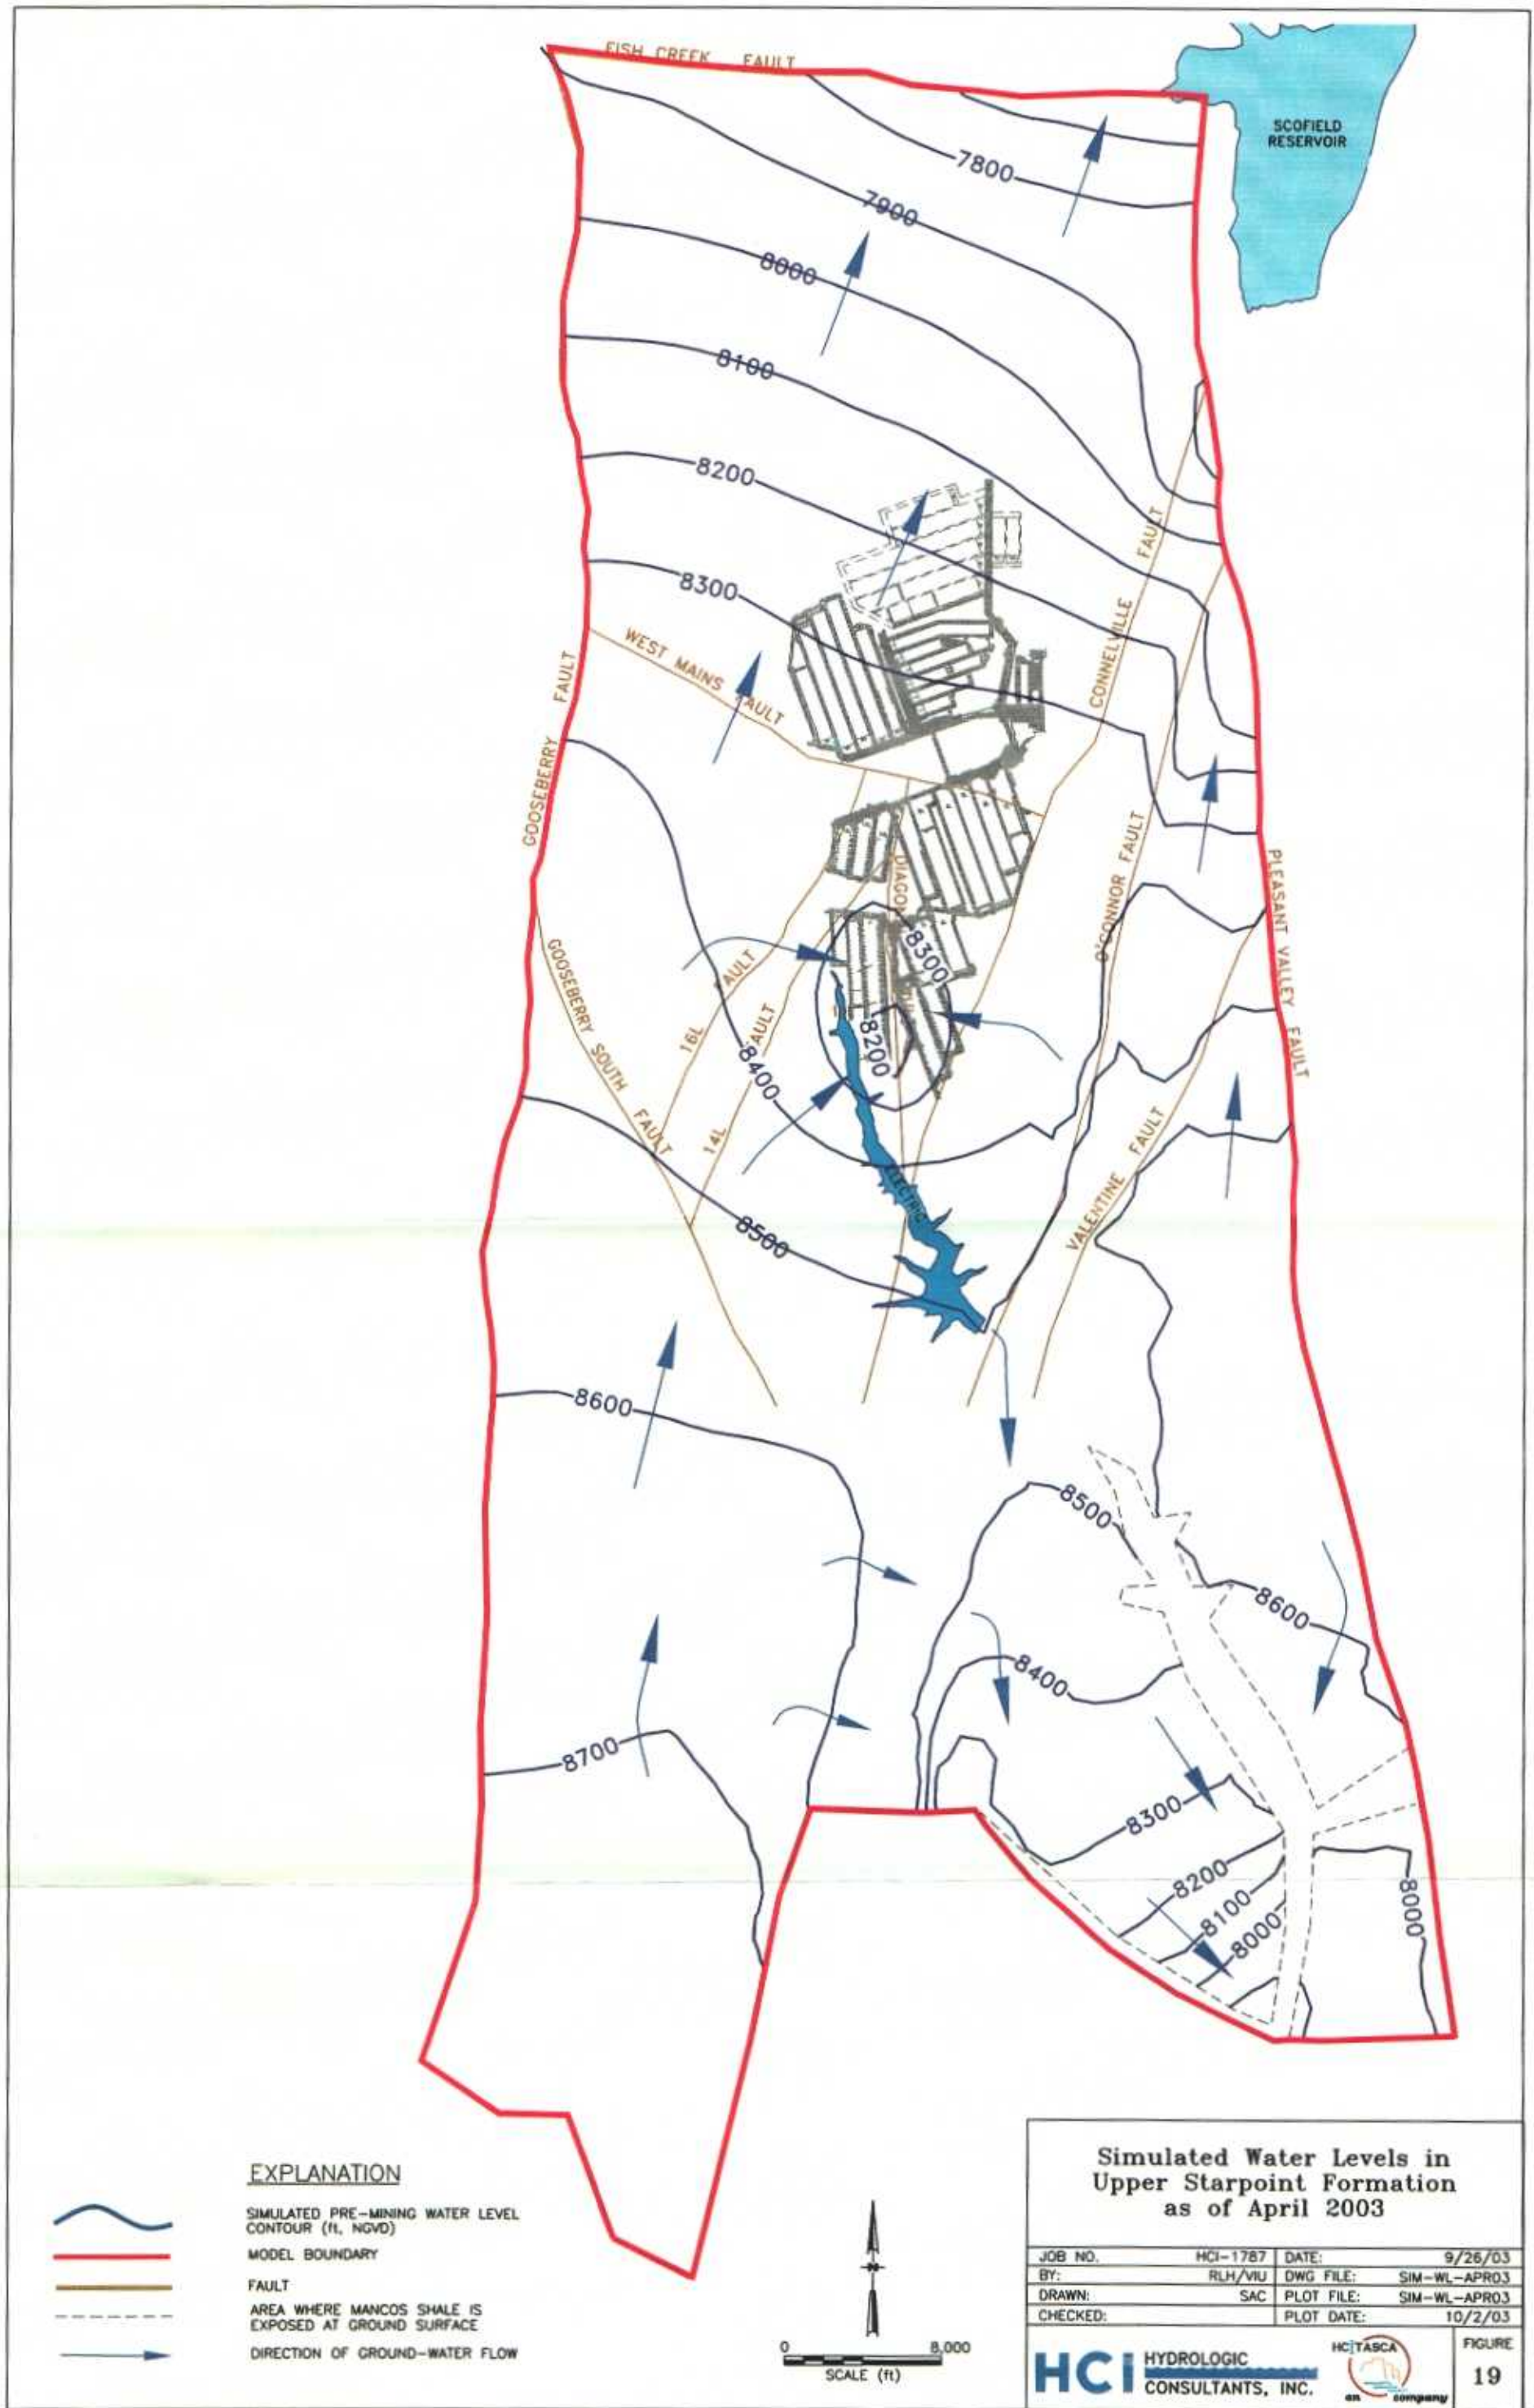 FISH CREEK FAULT
SCOFIELD
RESERVOIR
7800
7900
8000
8100
8200
8300
CONNELVILLE FAULT
WEST MAINS FAULT
GOOSEBERRY FAULT
O'CONNOR FAULT
PLEASANT VALLEY FAULT
8300
GOOSEBERRY SOUTH FAULT
16L FAULT
14L FAULT
8200
8400
VALENTINE FAULT
ELECTRIC
8500
8600
8500
8600
8400
8700
8300
8200
8100
8000
8000
EXPLANATION
SIMULATED PRE-MINING WATER LEVEL
CONTOUR (ft, NGVD)
MODEL BOUNDARY
FAULT
AREA WHERE MANCOS SHALE IS
EXPOSED AT GROUND SURFACE
DIRECTION OF GROUND-WATER FLOW
N
0 8,000
SCALE (ft)
Simulated Water Levels in
Upper Starpoint Formation
as of April 2003
JOB NO. HCI-1787 DATE: 9/26/03
BY: RLH/VIU DWG FILE: SIM-WL-APR03
DRAWN: SAC PLOT FILE: SIM-WL-APR03
CHECKED: PLOT DATE: 10/2/03
HCI HYDROLOGIC
CONSULTANTS, INC.
HCITASCA
an company
FIGURE
19